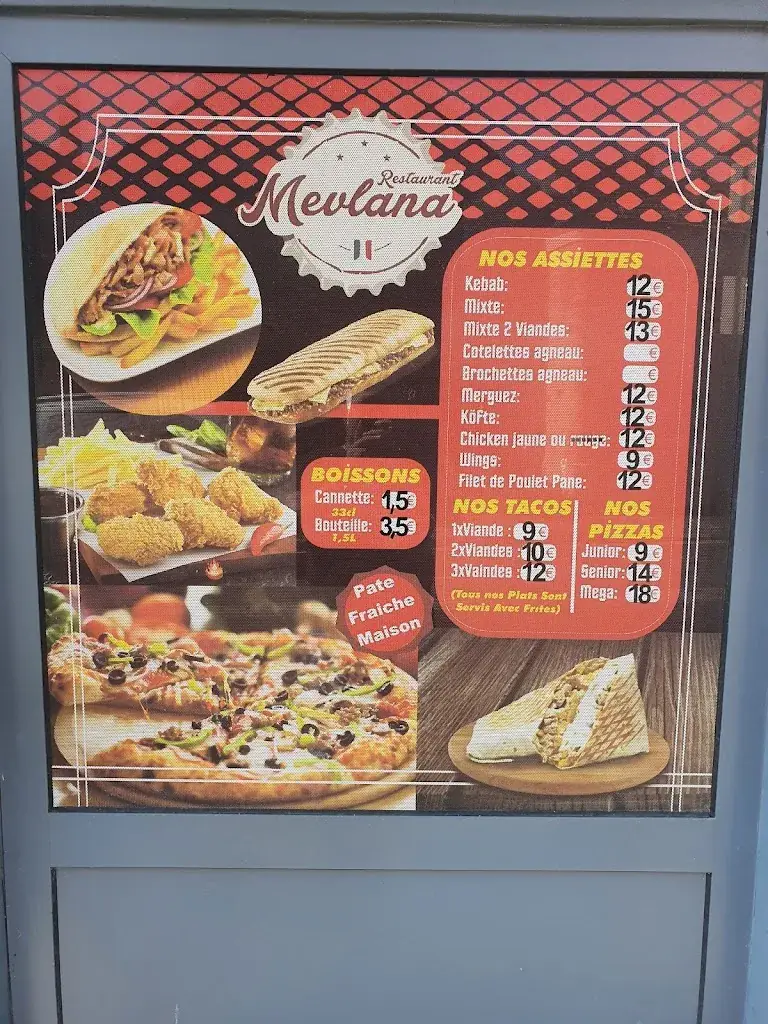 Restaurant
Mevlana
NOS ASSiETTES
Kebab: 12€
Mixte: 15€
Mixte 2 Viandes: 13€
Cotelettes agneau: €
Brochettes agneau: €
Merguez: 12€
Köfte: 12€
Chicken jaune ou rouge: 12€
Wings: 9€
Filet de Poulet Pane: 12€
BOiSSONS
Cannette: 1,5€
33cl
Bouteille: 3,5€
1,5L
NOS TACOS
1xViande : 9€
2xViandes : 10€
3xVaindes : 12€
(Tous nos Plats Sont
Servis Avec Frites)
NOS
PiZZAS
Junior: 9€
Senior: 14€
Mega: 18€
Pate
Fraiche
Maison